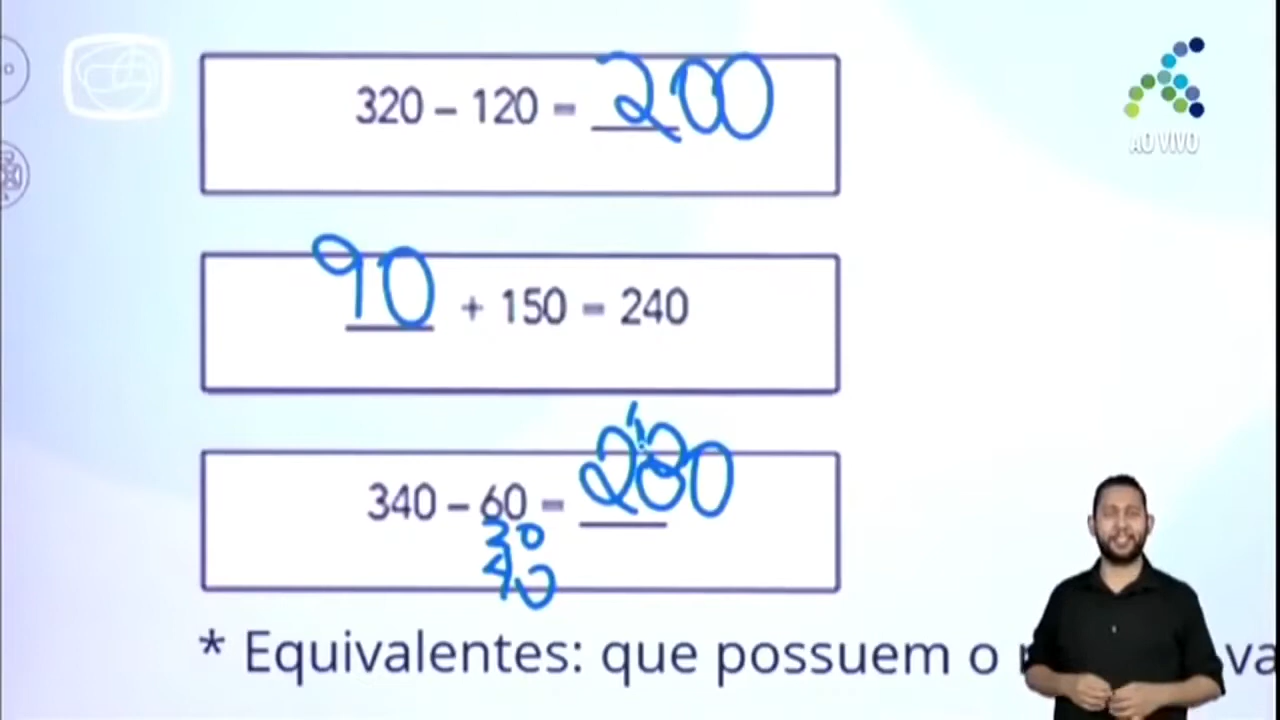 AO VIVO
320 – 120 = 200
90 + 150 = 240
340 – 60 = 280
30
40
* Equivalentes: que possuem o